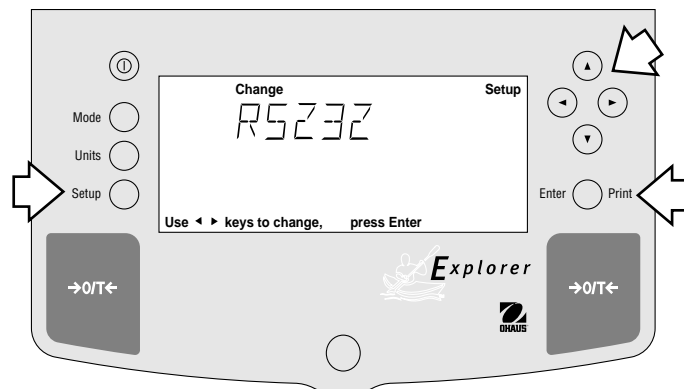 Change Setup
RS232
Mode
Units
Setup
Enter Print
Use ◄ ► keys to change, press Enter
→0/T← →0/T←
Explorer
OHAUS